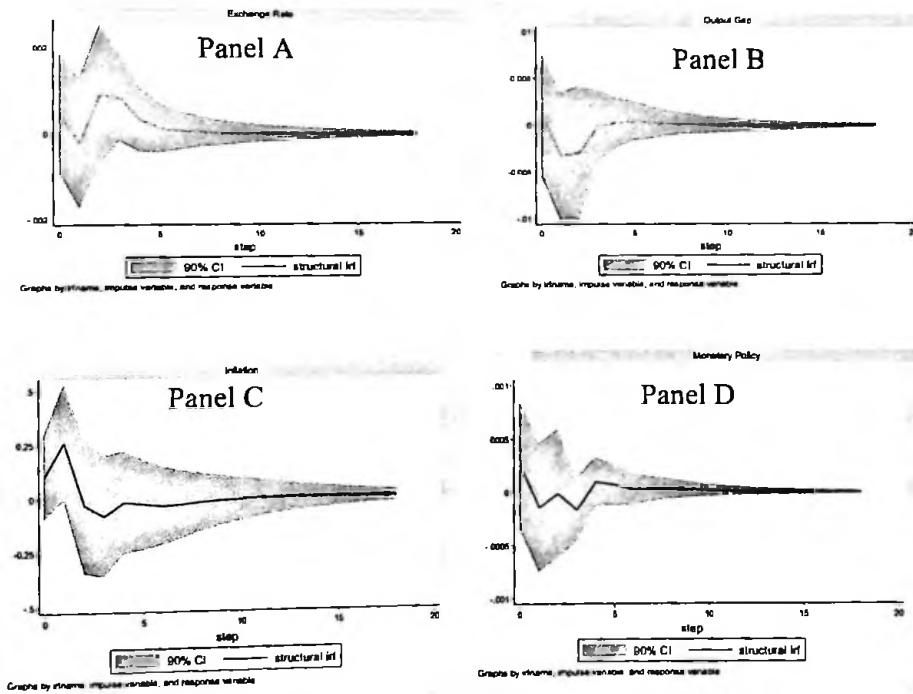 Exchange Rate
Panel A
.002
0
-.002
0 5 10 15 20
step
90% CI structural irf
Graphs by irfname, impulse variable, and response variable
Output Gap
Panel B
.01
0.005
0
-0.005
-.01
0 5 10 15 20
step
90% CI structural irf
Graphs by irfname, impulse variable, and response variable
Inflation
Panel C
.5
0.25
0
-0.25
-.5
0 5 10 15 20
step
90% CI structural irf
Graphs by irfname, impulse variable, and response variable
Monetary Policy
Panel D
.001
.0005
0
-.0005
-.001
0 5 10 15 20
step
90% CI structural irf
Graphs by irfname, impulse variable, and response variable